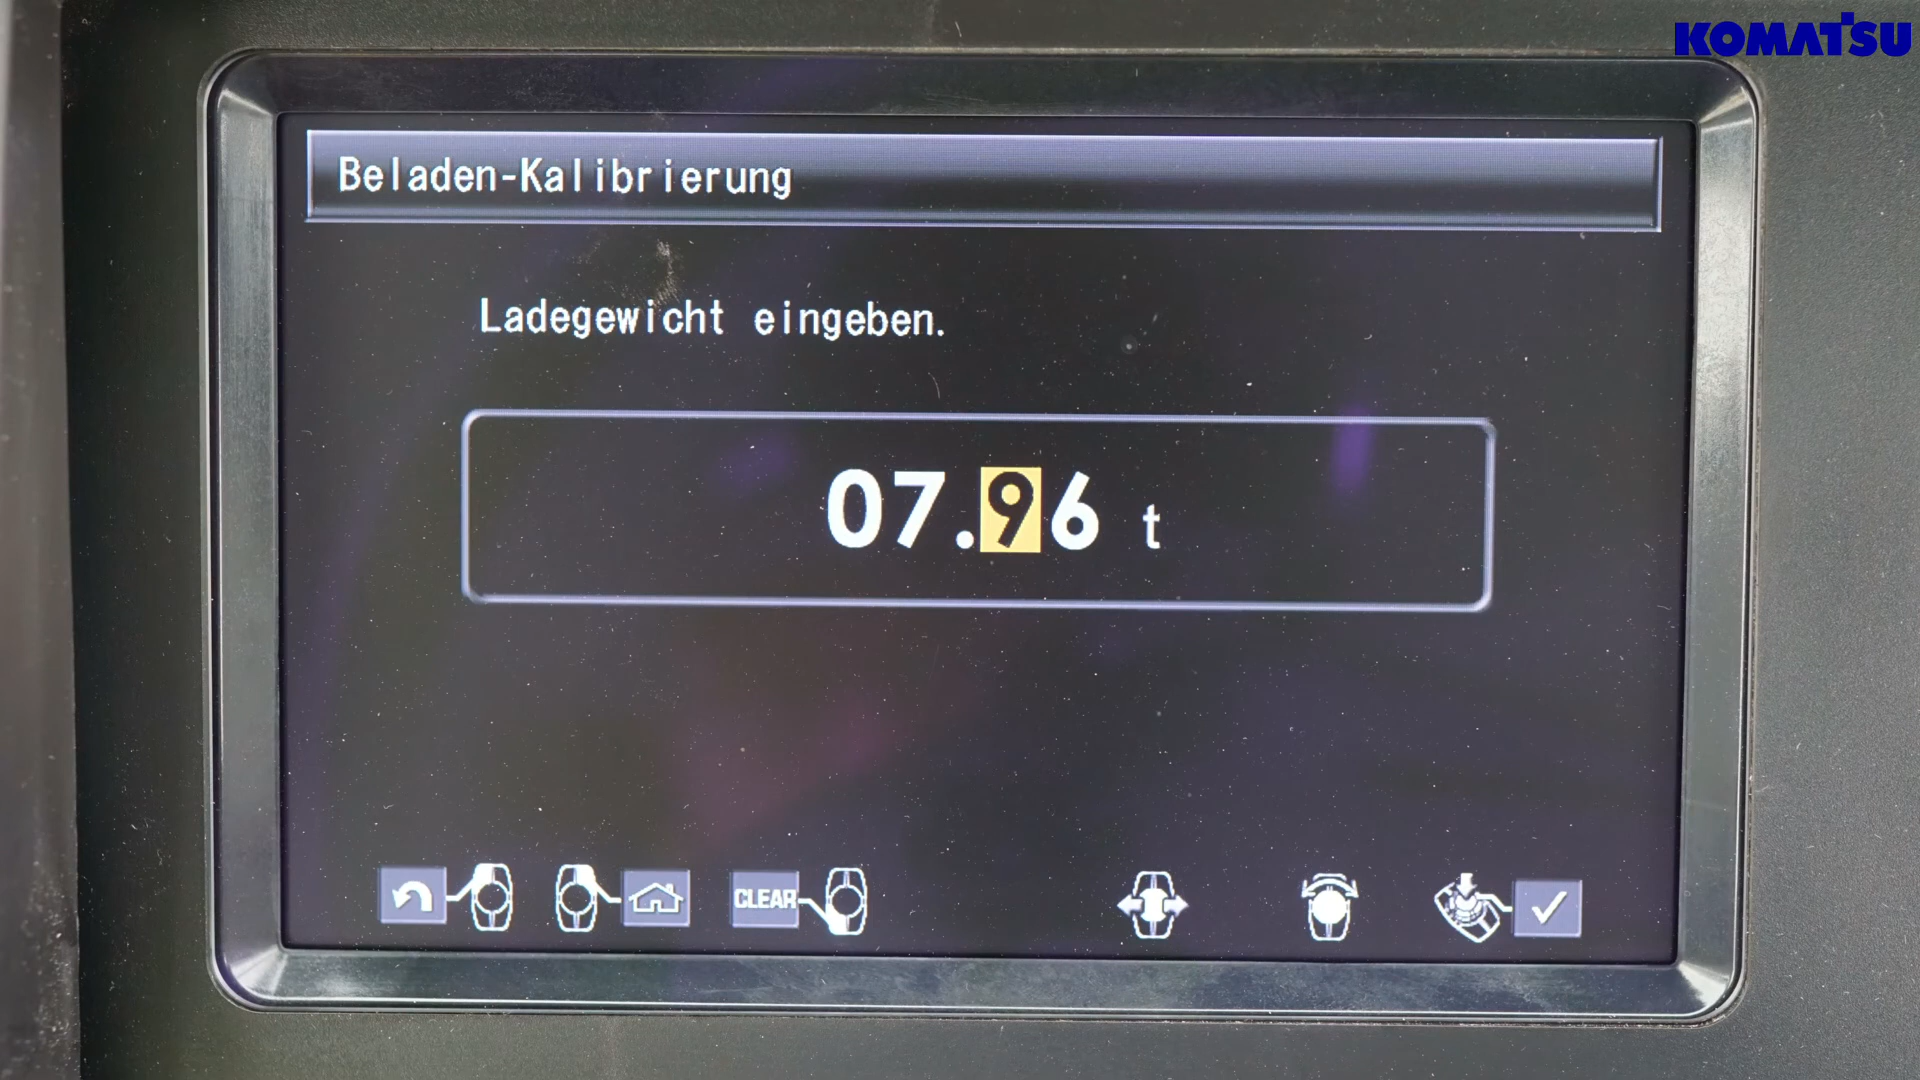 KOMATSU
Beladen-Kalibrierung
Ladegewicht eingeben.
07.96 t
CLEAR